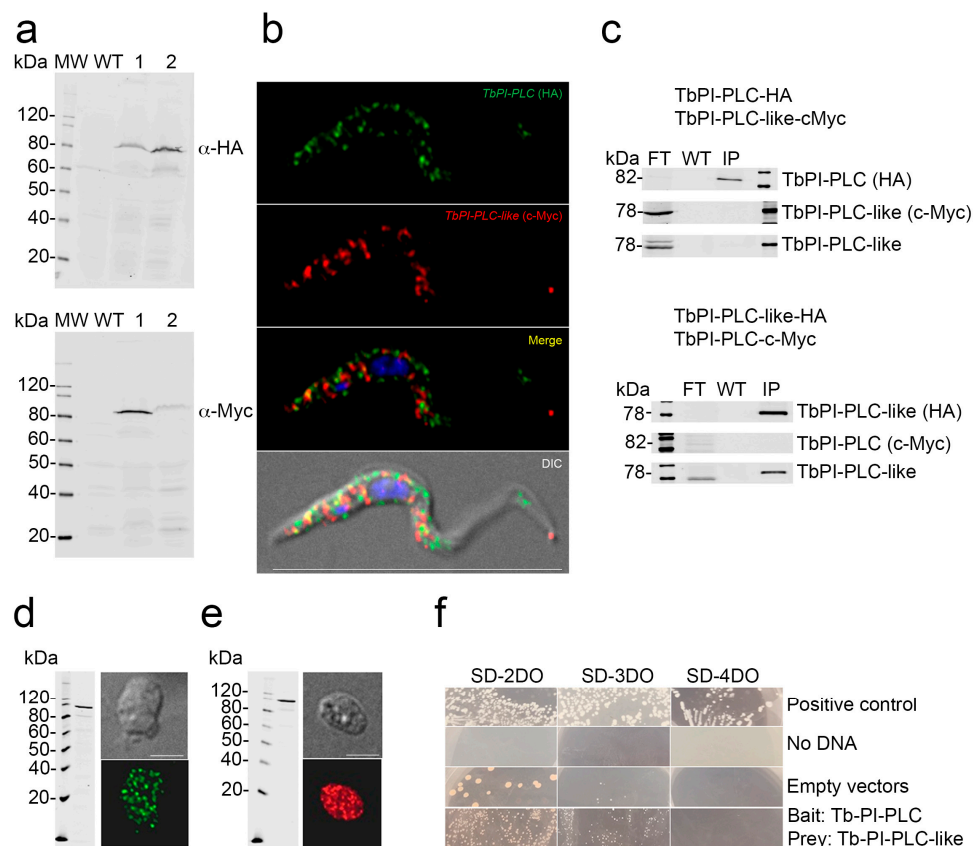 a
kDa MW WT 1 2
120-
80-
60-
50-
40-
20-
α-HA
kDa MW WT 1 2
120-
80-
60-
50-
40-
20-
α-Myc
b
TbPI-PLC (HA)
TbPI-PLC-like (c-Myc)
Merge
DIC
c
TbPI-PLC-HA
TbPI-PLC-like-cMyc
kDa FT WT IP
82- TbPI-PLC (HA)
78- TbPI-PLC-like (c-Myc)
78- TbPI-PLC-like
TbPI-PLC-like-HA
TbPI-PLC-c-Myc
kDa FT WT IP
78- TbPI-PLC-like (HA)
82- TbPI-PLC (c-Myc)
78- TbPI-PLC-like
d
kDa
120-
80-
60-
50-
40-
20-
e
kDa
120-
80-
60-
50-
40-
20-
f
SD-2DO SD-3DO SD-4DO
Positive control
No DNA
Empty vectors
Bait: Tb-PI-PLC
Prey: Tb-PI-PLC-like